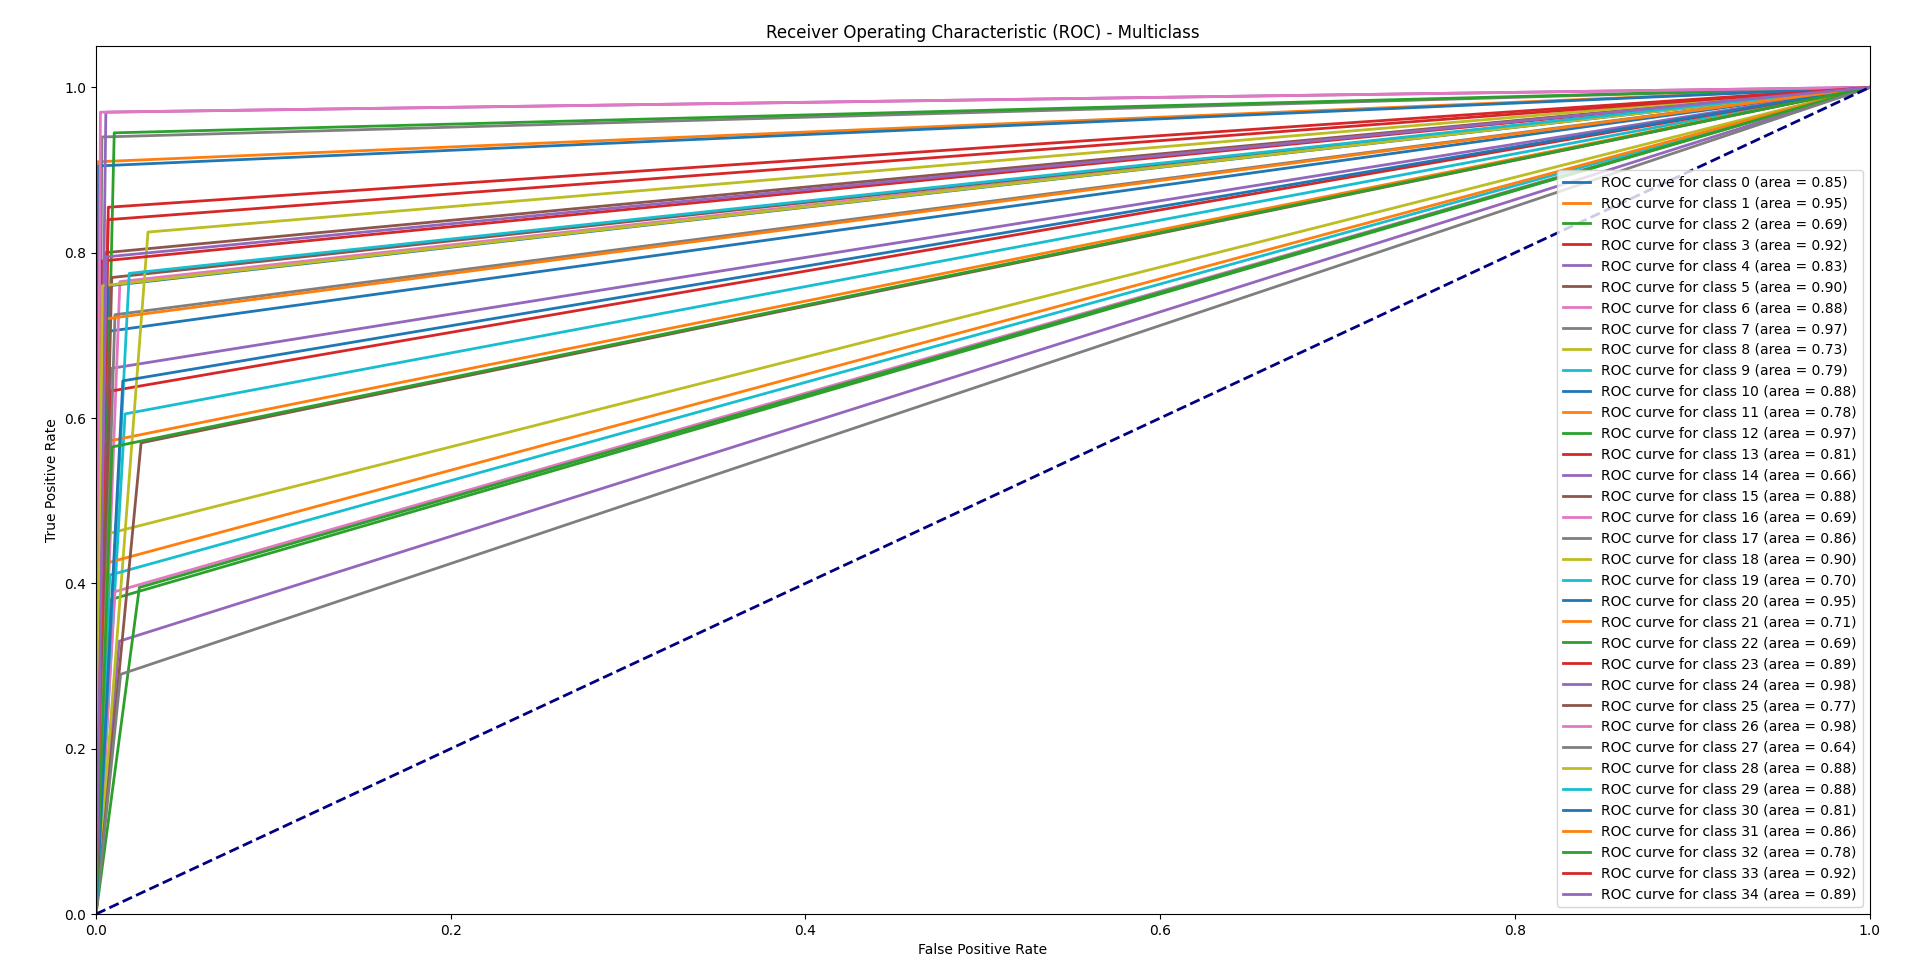 Receiver Operating Characteristic (ROC) - Multiclass
True Positive Rate
1.0
0.8
0.6
0.4
0.2
0.0
0.0 0.2 0.4 0.6 0.8 1.0
False Positive Rate
ROC curve for class 0 (area = 0.85)
ROC curve for class 1 (area = 0.95)
ROC curve for class 2 (area = 0.69)
ROC curve for class 3 (area = 0.92)
ROC curve for class 4 (area = 0.83)
ROC curve for class 5 (area = 0.90)
ROC curve for class 6 (area = 0.88)
ROC curve for class 7 (area = 0.97)
ROC curve for class 8 (area = 0.73)
ROC curve for class 9 (area = 0.79)
ROC curve for class 10 (area = 0.88)
ROC curve for class 11 (area = 0.78)
ROC curve for class 12 (area = 0.97)
ROC curve for class 13 (area = 0.81)
ROC curve for class 14 (area = 0.66)
ROC curve for class 15 (area = 0.88)
ROC curve for class 16 (area = 0.69)
ROC curve for class 17 (area = 0.86)
ROC curve for class 18 (area = 0.90)
ROC curve for class 19 (area = 0.70)
ROC curve for class 20 (area = 0.95)
ROC curve for class 21 (area = 0.71)
ROC curve for class 22 (area = 0.69)
ROC curve for class 23 (area = 0.89)
ROC curve for class 24 (area = 0.98)
ROC curve for class 25 (area = 0.77)
ROC curve for class 26 (area = 0.98)
ROC curve for class 27 (area = 0.64)
ROC curve for class 28 (area = 0.88)
ROC curve for class 29 (area = 0.88)
ROC curve for class 30 (area = 0.81)
ROC curve for class 31 (area = 0.86)
ROC curve for class 32 (area = 0.78)
ROC curve for class 33 (area = 0.92)
ROC curve for class 34 (area = 0.89)